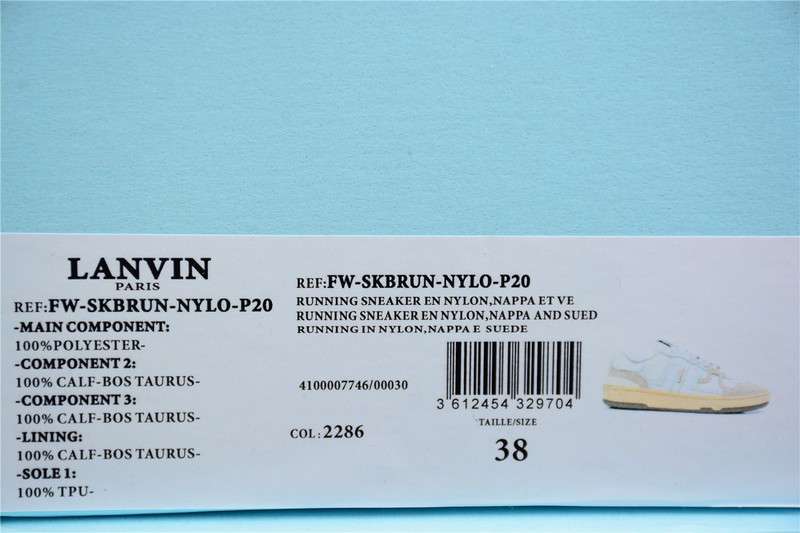 LANVIN
PARIS
REF:FW-SKBRUN-NYLO-P20
-MAIN COMPONENT:
100%POLYESTER-
-COMPONENT 2:
100% CALF-BOS TAURUS-
-COMPONENT 3:
100% CALF-BOS TAURUS-
-LINING:
100% CALF-BOS TAURUS-
-SOLE 1:
100% TPU-
REF:FW-SKBRUN-NYLO-P20
RUNNING SNEAKER EN NYLON,NAPPA ET VE
RUNNING SNEAKER EN NYLON,NAPPA AND SUED
RUNNING IN NYLON,NAPPA E SUEDE
4100007746/00030
3 612454 329704
COL:2286
TAILLE/SIZE
38